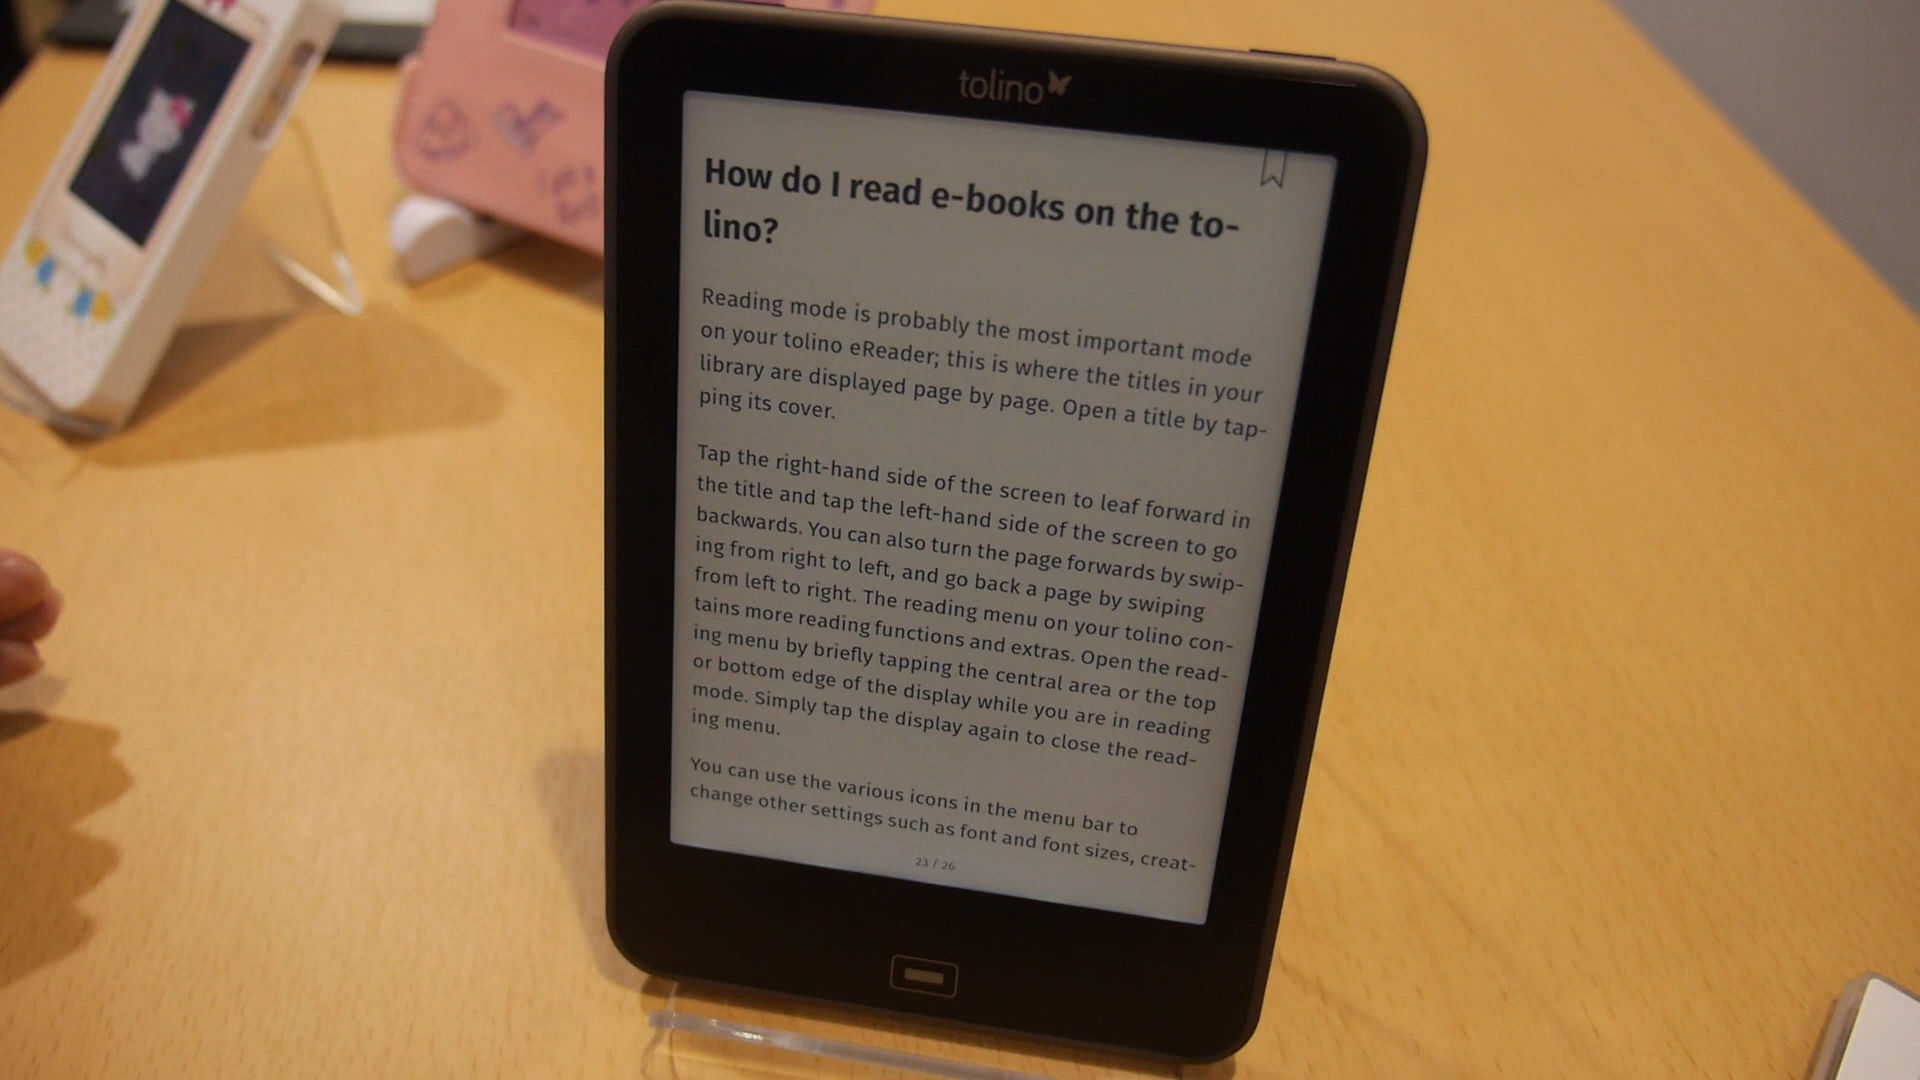 tolino
How do I read e-books on the to-
lino?
Reading mode is probably the most important mode
on your tolino eReader; this is where the titles in your
library are displayed page by page. Open a title by tap-
ping its cover.
Tap the right-hand side of the screen to leaf forward in
the title and tap the left-hand side of the screen to go
backwards. You can also turn the page forwards by swip-
ing from right to left, and go back a page by swiping
from left to right. The reading menu on your tolino con-
tains more reading functions and extras. Open the read-
ing menu by briefly tapping the central area or the top
or bottom edge of the display while you are in reading
mode. Simply tap the display again to close the read-
ing menu.
You can use the various icons in the menu bar to
change other settings such as font and font sizes, creat-
23 / 26